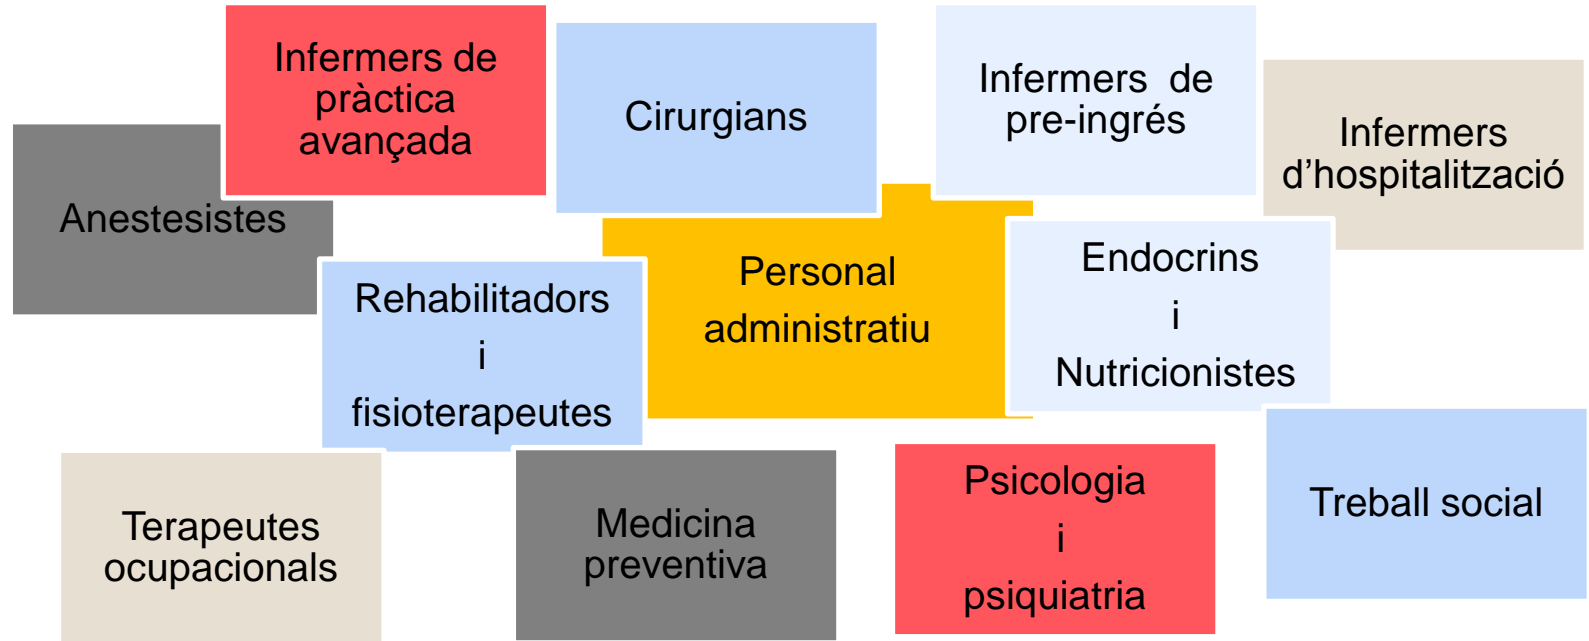 Infermers de
pràctica
avançada
Cirurgians
Infermers de
pre-ingrés
Infermers
d’hospitalització
Anestesistes
Rehabilitadors
i
fisioterapeutes
Personal
administratiu
Endocrins
i
Nutricionistes
Terapeutes
ocupacionals
Medicina
preventiva
Psicologia
i
psiquiatria
Treball social